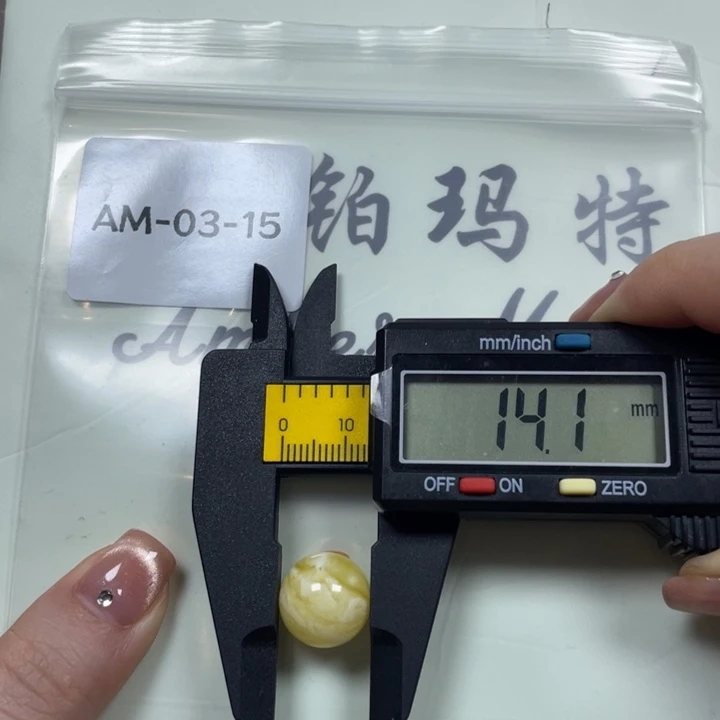 AM-03-15
铂玛特
mm/inch
0 10
14.1 mm
OFF ON ZERO